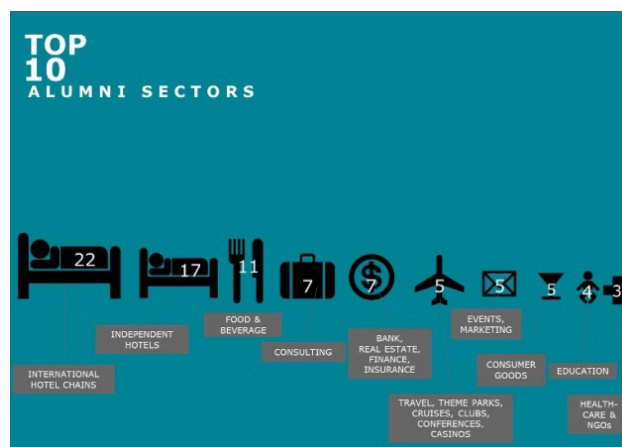 TOP
10
ALUMNI SECTORS
22
17
11
7
7
5
5
5
4
3
INTERNATIONAL
HOTEL CHAINS
INDEPENDENT
HOTELS
FOOD &
BEVERAGE
CONSULTING
BANK,
REAL ESTATE,
FINANCE,
INSURANCE
TRAVEL, THEME PARKS,
CRUISES, CLUBS,
CONFERENCES,
CASINOS
EVENTS,
MARKETING
CONSUMER
GOODS
EDUCATION
HEALTH-
CARE &
NGOs